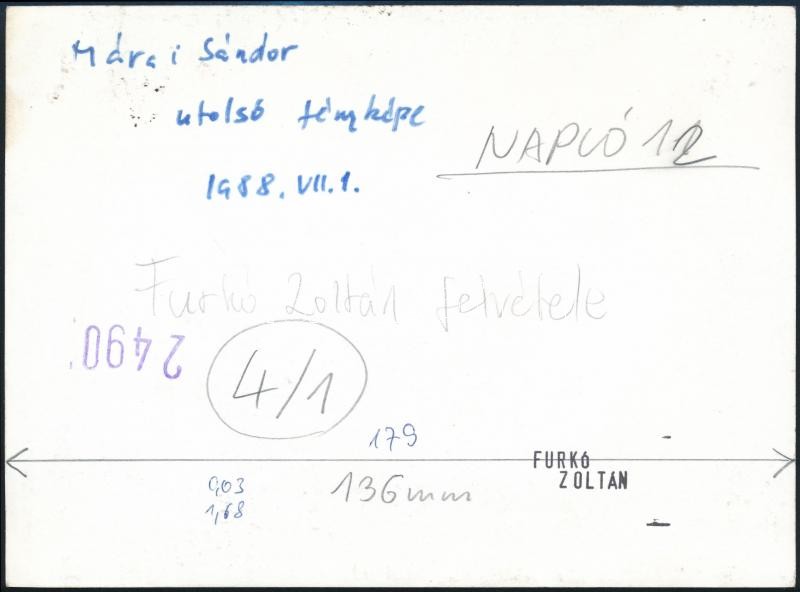 Márai Sándor
utolsó fényképe
1988. VII. 1.
NAPLÓ 12
Furkó Zoltán felvétele
2490
4/1
179
136mm
1,68
FURKÓ
ZOLTÁN